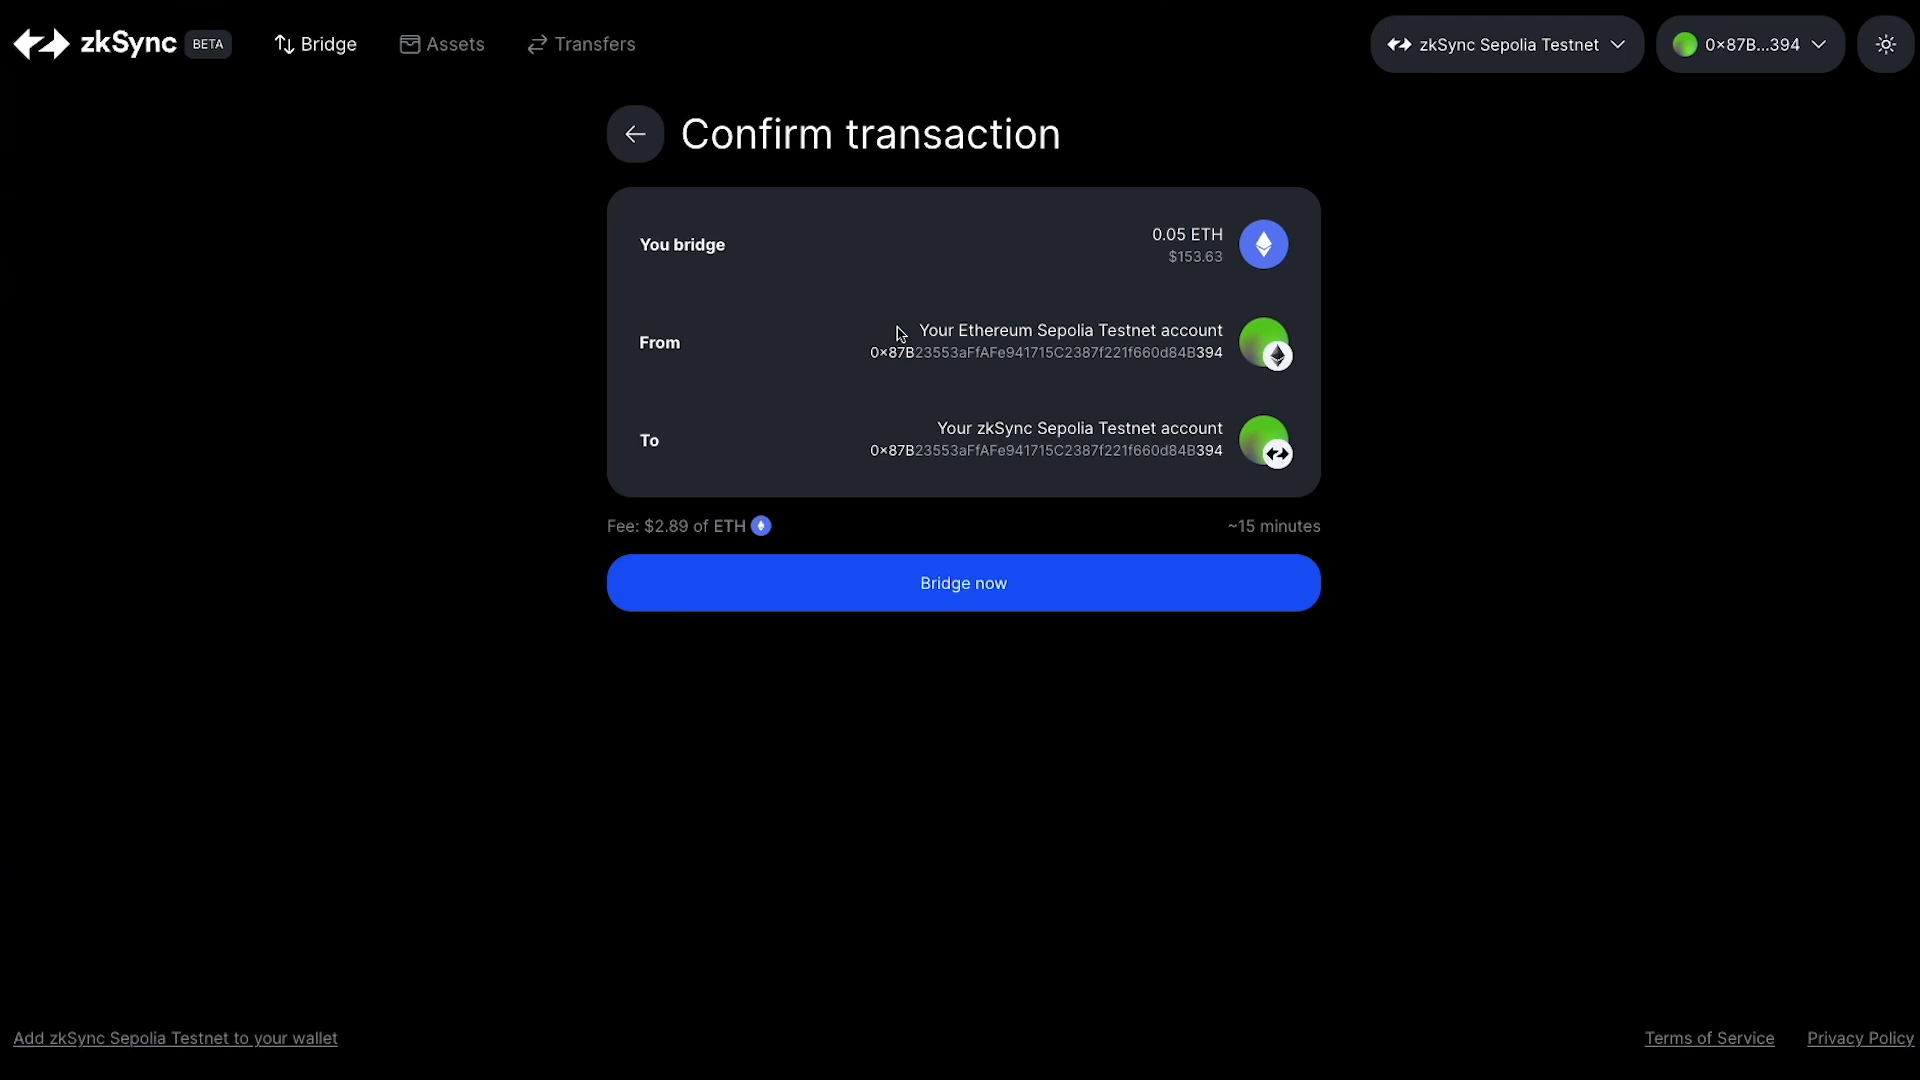 zkSync BETA
Bridge
Assets
Transfers
zkSync Sepolia Testnet
0x87B...394
Confirm transaction
You bridge
0.05 ETH
$153.63
From
Your Ethereum Sepolia Testnet account
0x87B23553aFfAFe941715C2387f221f660d84B394
To
Your zkSync Sepolia Testnet account
0x87B23553aFfAFe941715C2387f221f660d84B394
Fee: $2.89 of ETH
~15 minutes
Bridge now
Add zkSync Sepolia Testnet to your wallet
Terms of Service
Privacy Policy